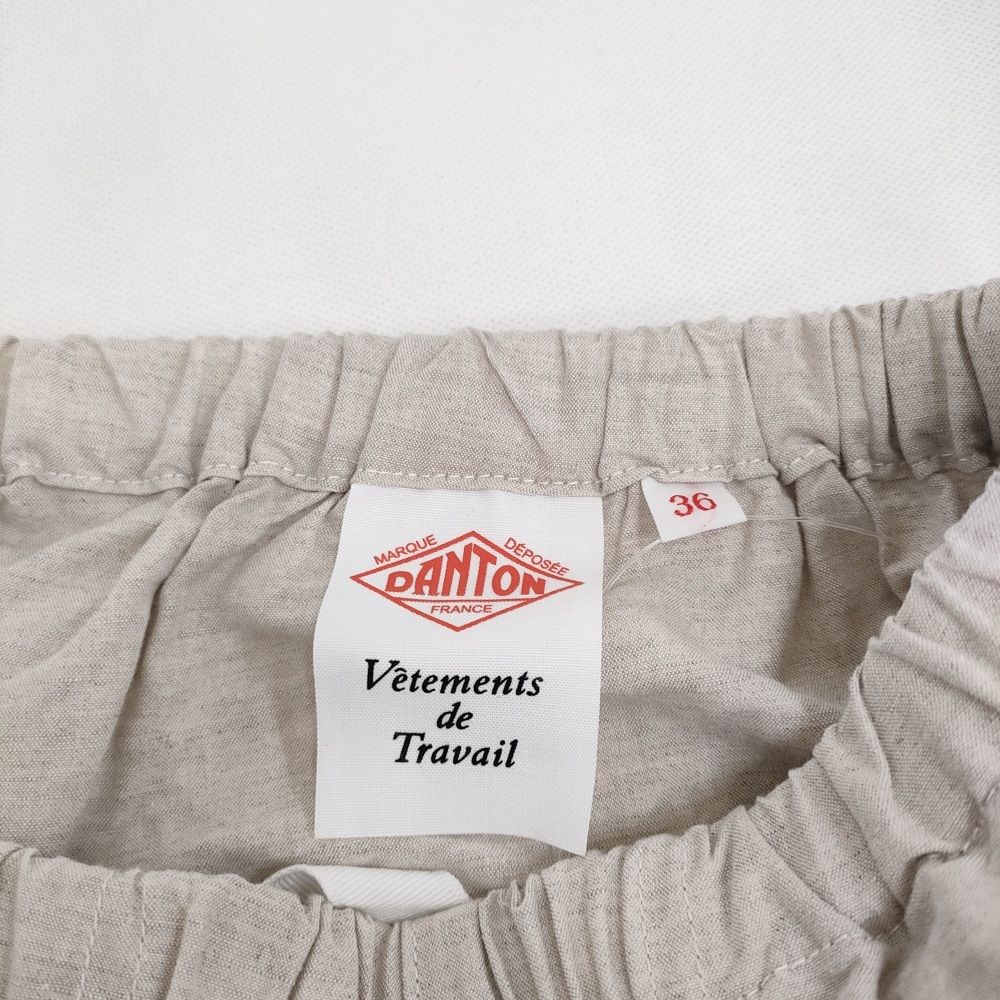 MARQUE DÉPOSÉE
DANTON
FRANCE
Vêtements
de
Travail
36